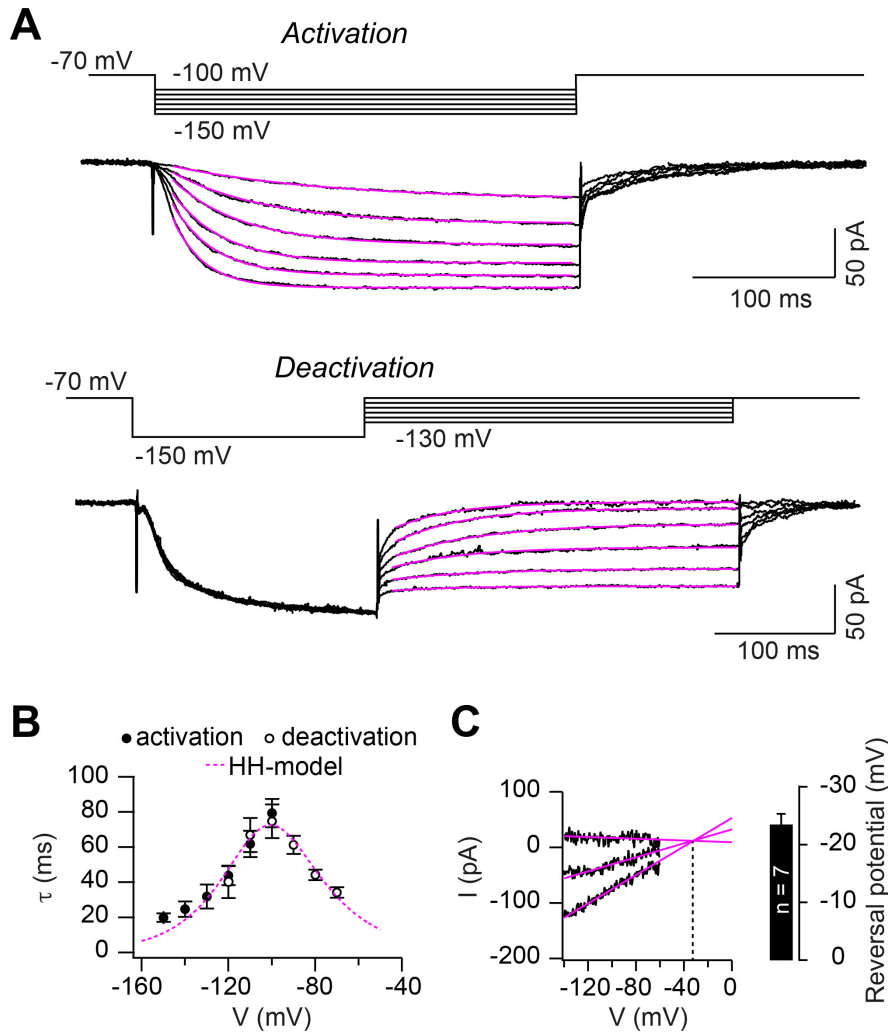 A
Activation
-70 mV
-100 mV
-150 mV
50 pA
100 ms
Deactivation
-70 mV
-130 mV
-150 mV
50 pA
100 ms
B
activation deactivation
HH-model
100
80
60
40
20
0
τ (ms)
-160 -120 -80 -40
V (mV)
C
100
0
-100
-200
I (pA)
-120 -80 -40 0
V (mV)
n = 7
-30
-20
-10
0
Reversal potential (mV)